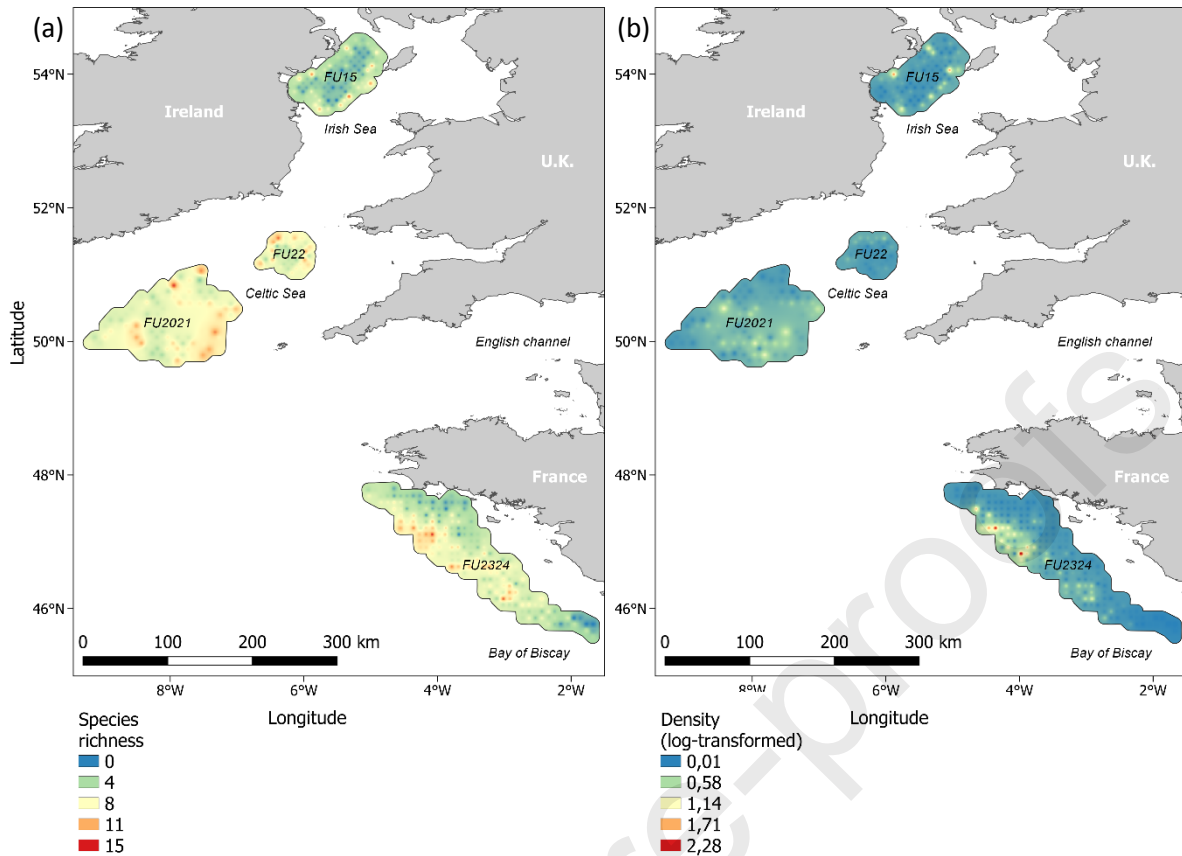 (a)
54°N
52°N
50°N
48°N
46°N
Latitude
Ireland
U.K.
France
FU15
Irish Sea
FU22
Celtic Sea
FU2021
English channel
FU2324
Bay of Biscay
0 100 200 300 km
8°W 6°W 4°W 2°W
Longitude
Species
richness
0
4
8
11
15
(b)
Ireland
U.K.
France
FU15
Irish Sea
FU22
Celtic Sea
FU2021
English channel
FU2324
Bay of Biscay
0 100 200 300 km
8°W 6°W 4°W 2°W
Longitude
Density
(log-transformed)
0,01
0,58
1,14
1,71
2,28
e-proofs